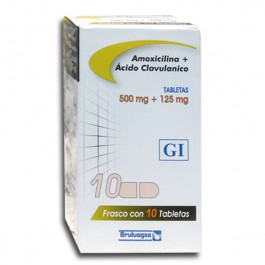 Amoxicilina +
Ácido Clavulanico
TABLETAS
500 mg + 125 mg
GI
10
Frasco con 10 Tabletas
Bruluagsa